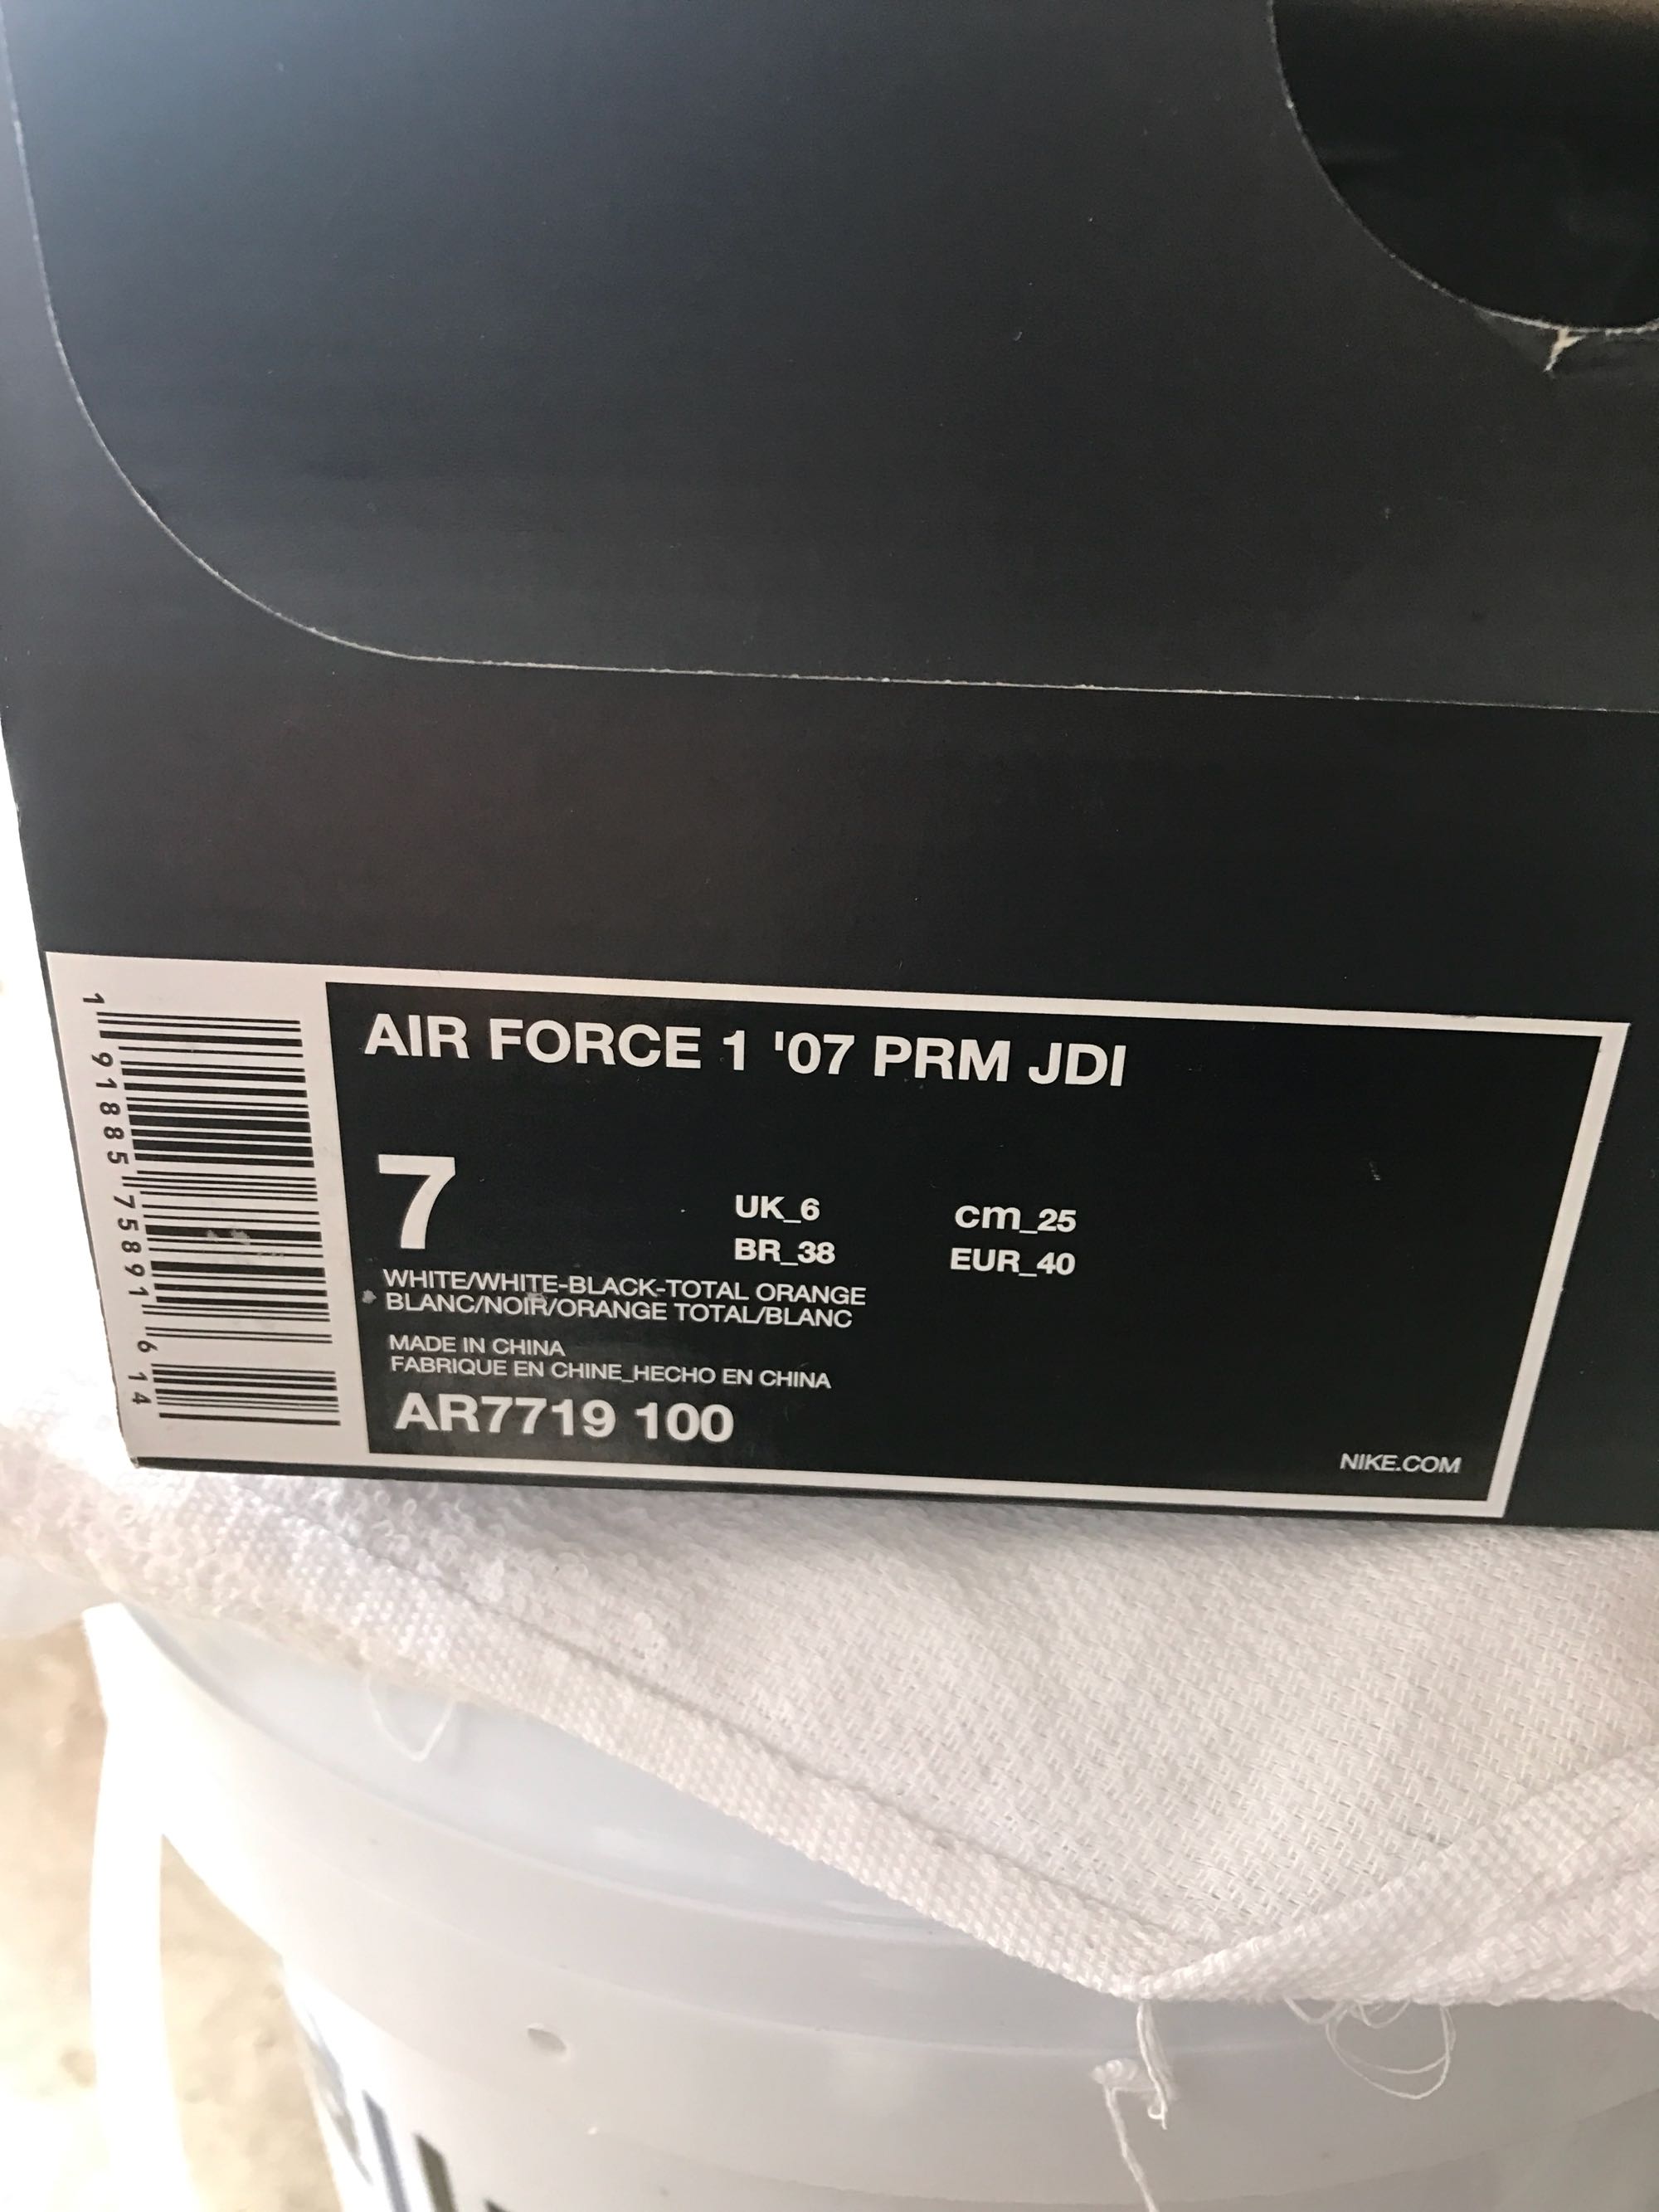 AIR FORCE 1 '07 PRM JDI
7
UK_6 cm_25
BR_38 EUR_40
WHITE/WHITE-BLACK-TOTAL ORANGE
BLANC/NOIR/ORANGE TOTAL/BLANC
MADE IN CHINA
FABRIQUE EN CHINE_HECHO EN CHINA
AR7719 100
NIKE.COM
1 91885 75891 6 14